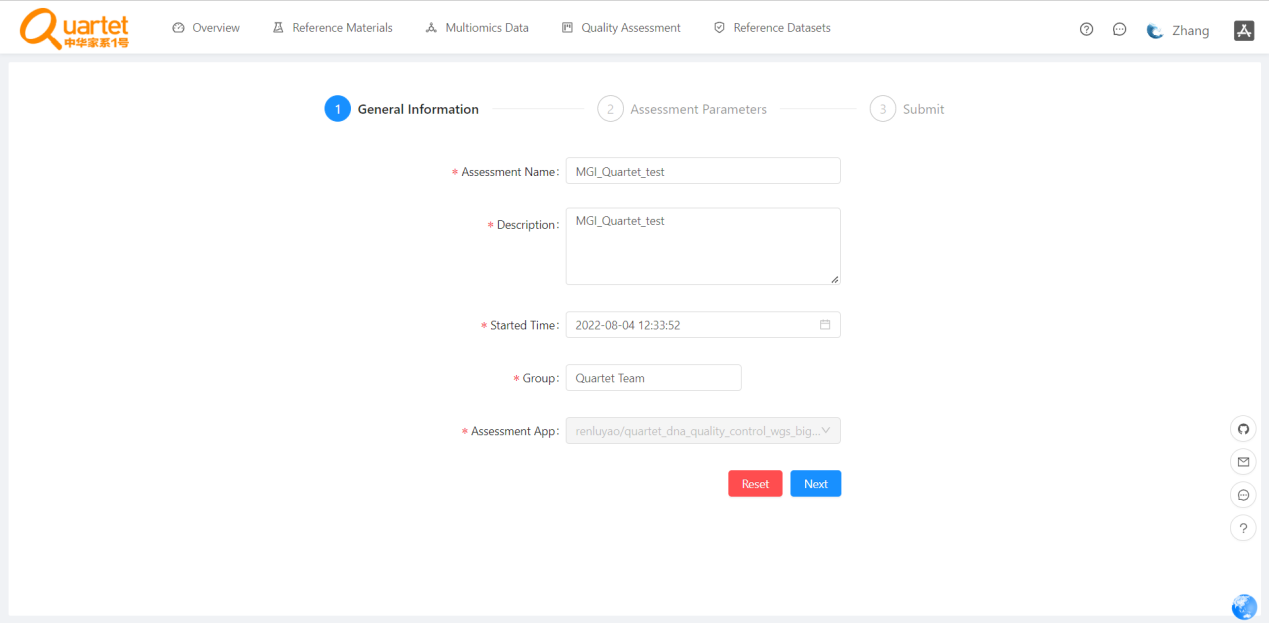 Quartet
中华家系1号
Overview
Reference Materials
Multiomics Data
Quality Assessment
Reference Datasets
Zhang
1 General Information
2 Assessment Parameters
3 Submit
* Assessment Name: MGI_Quartet_test
* Description: MGI_Quartet_test
* Started Time: 2022-08-04 12:33:52
* Group: Quartet Team
* Assessment App: renluyao/quartet_dna_quality_control_wgs_big...
Reset
Next